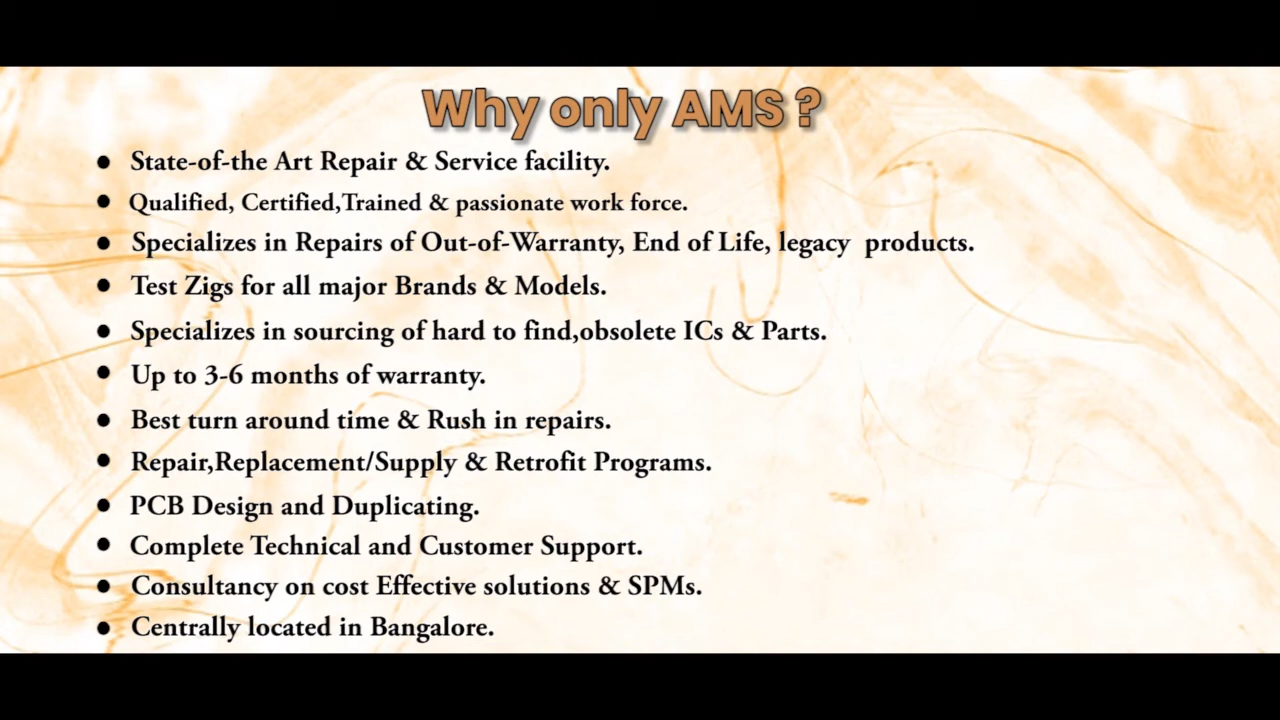 Why only AMS ?
● State-of-the Art Repair & Service facility.
● Qualified, Certified,Trained & passionate work force.
● Specializes in Repairs of Out-of-Warranty, End of Life, legacy  products.
● Test Zigs for all major Brands & Models.
● Specializes in sourcing of hard to find,obsolete ICs & Parts.
● Up to 3-6 months of warranty.
● Best turn around time & Rush in repairs.
● Repair,Replacement/Supply & Retrofit Programs.
● PCB Design and Duplicating.
● Complete Technical and Customer Support.
● Consultancy on cost Effective solutions & SPMs.
● Centrally located in Bangalore.